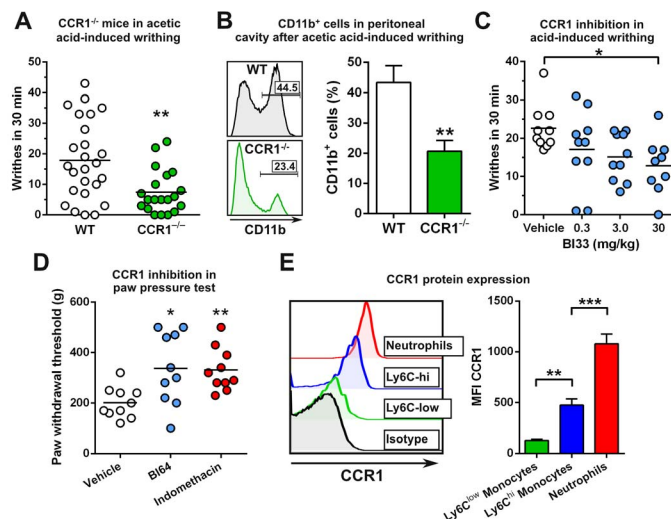 A
CCR1⁻/⁻ mice in acetic
acid-induced writhing
Writhes in 30 min
50
40
30
20
10
0
**
WT
CCR1⁻/⁻
B
CD11b⁺ cells in peritoneal
cavity after acetic acid-induced writhing
WT
44.5
CCR1⁻/⁻
23.4
CD11b
CD11b⁺ cells (%)
60
50
40
30
20
10
0
**
WT
CCR1⁻/⁻
C
CCR1 inhibition in
acid-induced writhing
*
Writhes in 30 min
40
30
20
10
0
Vehicle
0.3
3.0
30
BI33 (mg/kg)
D
CCR1 inhibition in
paw pressure test
Paw withdrawal threshold (g)
600
400
200
0
*
**
Vehicle
BI64
Indomethacin
E
CCR1 protein expression
Neutrophils
Ly6C-hi
Ly6C-low
Isotype
CCR1
MFI CCR1
1500
1000
500
0
**
***
Ly6C^low Monocytes
Ly6C^hi Monocytes
Neutrophils